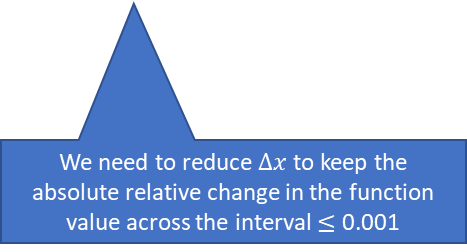 We need to reduce Δx to keep the
absolute relative change in the function
value across the interval ≤ 0.001